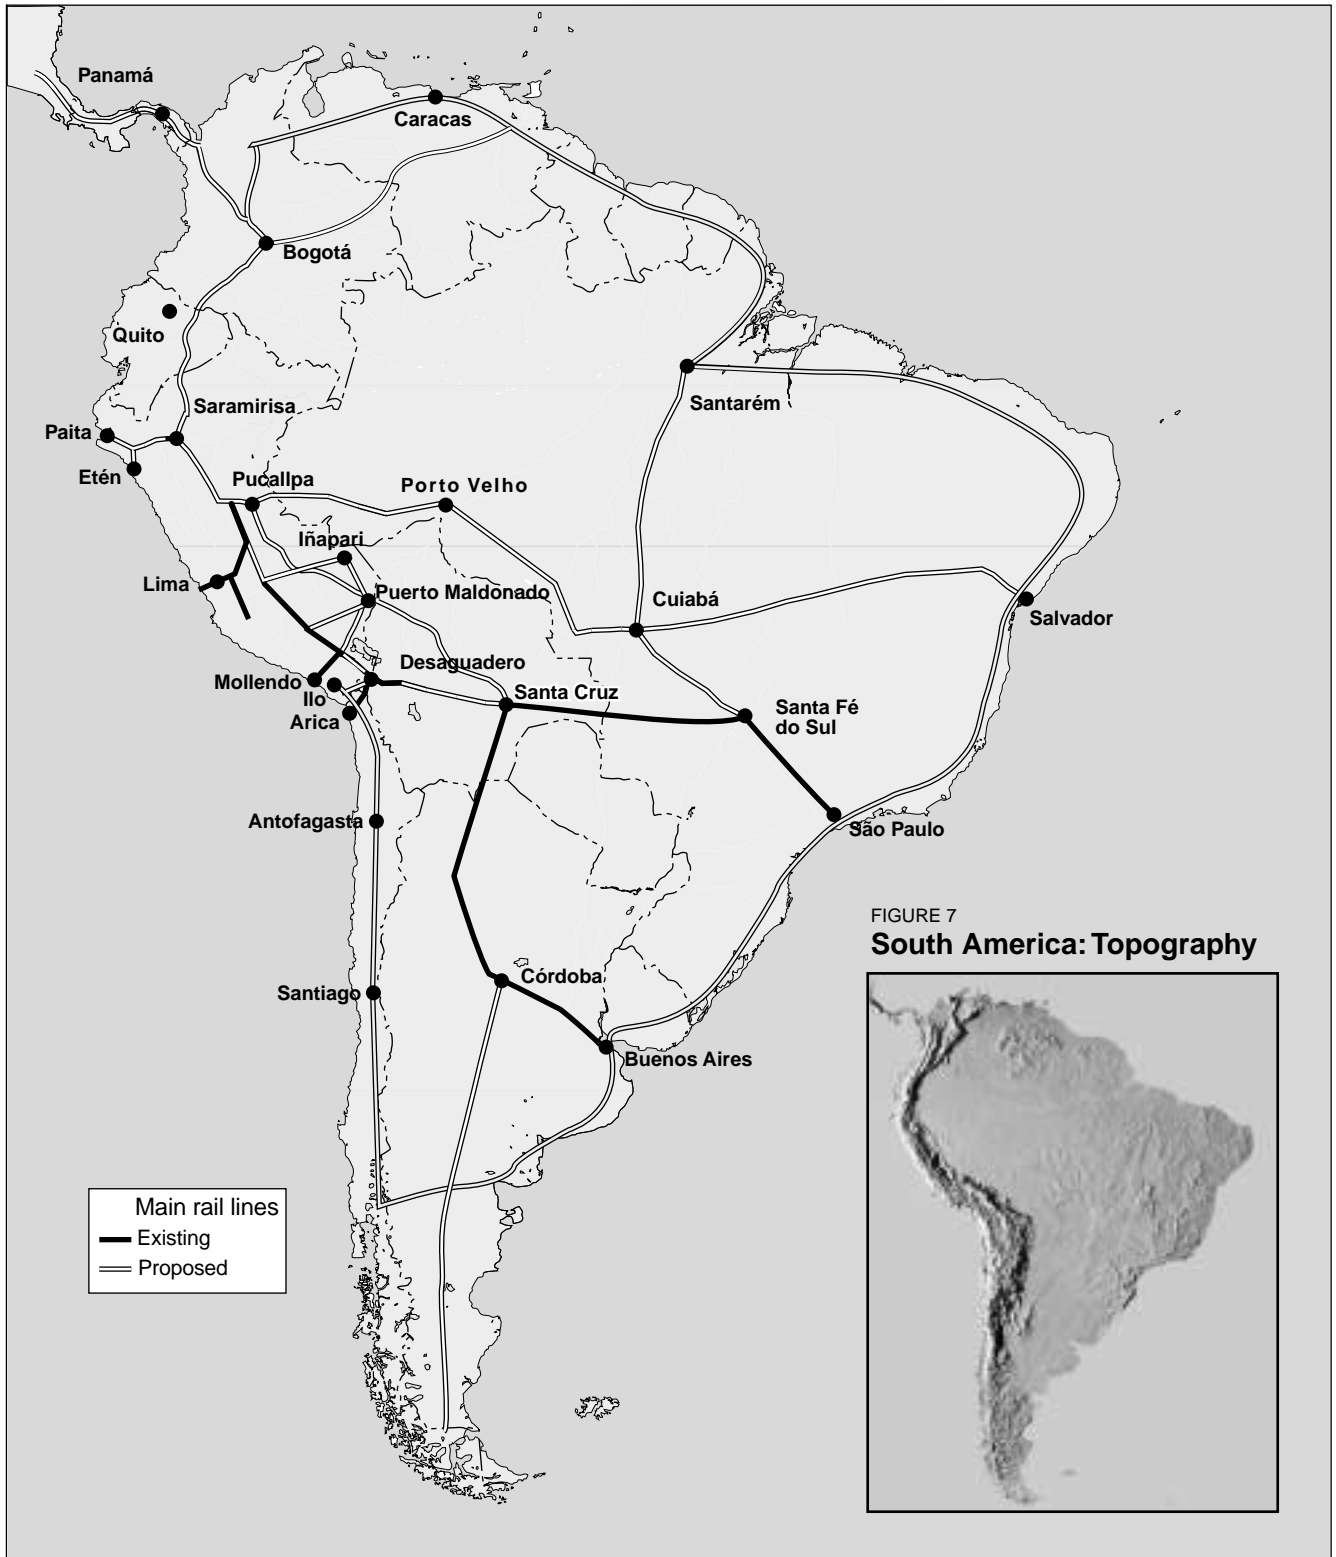 Panamá
Caracas
Bogotá
Quito
Santarém
Saramirisa
Paita
Etén
Pucallpa
Porto Velho
Iñapari
Lima
Puerto Maldonado
Cuiabá
Salvador
Desaguadero
Mollendo
Ilo
Arica
Santa Cruz
Santa Fé
do Sul
Antofagasta
São Paulo
FIGURE 7
South America: Topography
Córdoba
Santiago
Buenos Aires
Main rail lines
Existing
Proposed